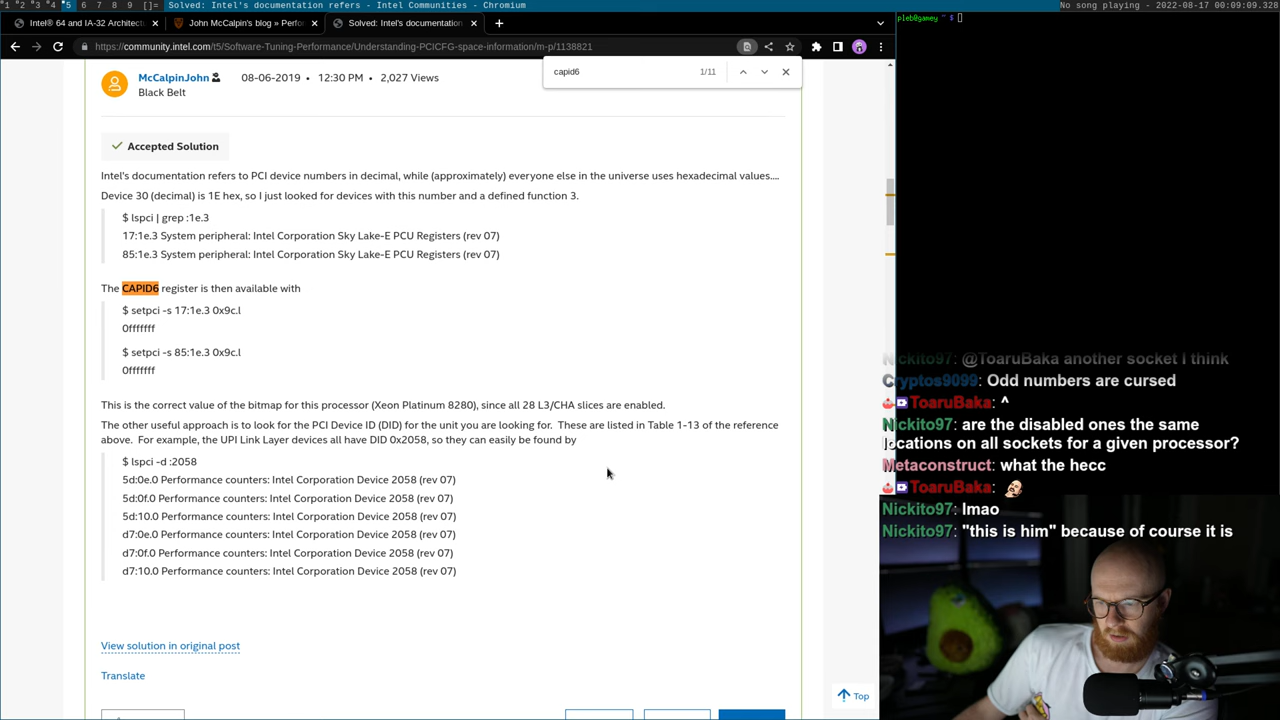 1 2 3 4 5 6 7 8 9 []= Solved: Intel's documentation refers - Intel Communities - Chromium
No song playing - 2022-08-17 00:09:09.328
Intel® 64 and IA-32 Architect
John McCalpin's blog » Perfo
Solved: Intel's documentation
https://community.intel.com/t5/Software-Tuning-Performance/Understanding-PCICFG-space-information/m-p/1138821
pleb@gamey ~ $
capid6 1/11
McCalpinJohn 08-06-2019 • 12:30 PM • 2,027 Views
Black Belt
Accepted Solution
Intel's documentation refers to PCI device numbers in decimal, while (approximately) everyone else in the universe uses hexadecimal values....
Device 30 (decimal) is 1E hex, so I just looked for devices with this number and a defined function 3.
$ lspci | grep :1e.3
17:1e.3 System peripheral: Intel Corporation Sky Lake-E PCU Registers (rev 07)
85:1e.3 System peripheral: Intel Corporation Sky Lake-E PCU Registers (rev 07)
The CAPID6 register is then available with
$ setpci -s 17:1e.3 0x9c.l
0fffffff
$ setpci -s 85:1e.3 0x9c.l
0fffffff
This is the correct value of the bitmap for this processor (Xeon Platinum 8280), since all 28 L3/CHA slices are enabled.
The other useful approach is to look for the PCI Device ID (DID) for the unit you are looking for. These are listed in Table 1-13 of the reference
above. For example, the UPI Link Layer devices all have DID 0x2058, so they can easily be found by
$ lspci -d :2058
5d:0e.0 Performance counters: Intel Corporation Device 2058 (rev 07)
5d:0f.0 Performance counters: Intel Corporation Device 2058 (rev 07)
5d:10.0 Performance counters: Intel Corporation Device 2058 (rev 07)
d7:0e.0 Performance counters: Intel Corporation Device 2058 (rev 07)
d7:0f.0 Performance counters: Intel Corporation Device 2058 (rev 07)
d7:10.0 Performance counters: Intel Corporation Device 2058 (rev 07)
View solution in original post
Translate
Top
Nickito97: @ToaruBaka another socket I think
Cryptos9099: Odd numbers are cursed
ToaruBaka: ^
Nickito97: are the disabled ones the same
locations on all sockets for a given processor?
Metaconstruct: what the hecc
ToaruBaka:
Nickito97: lmao
Nickito97: "this is him" because of course it is